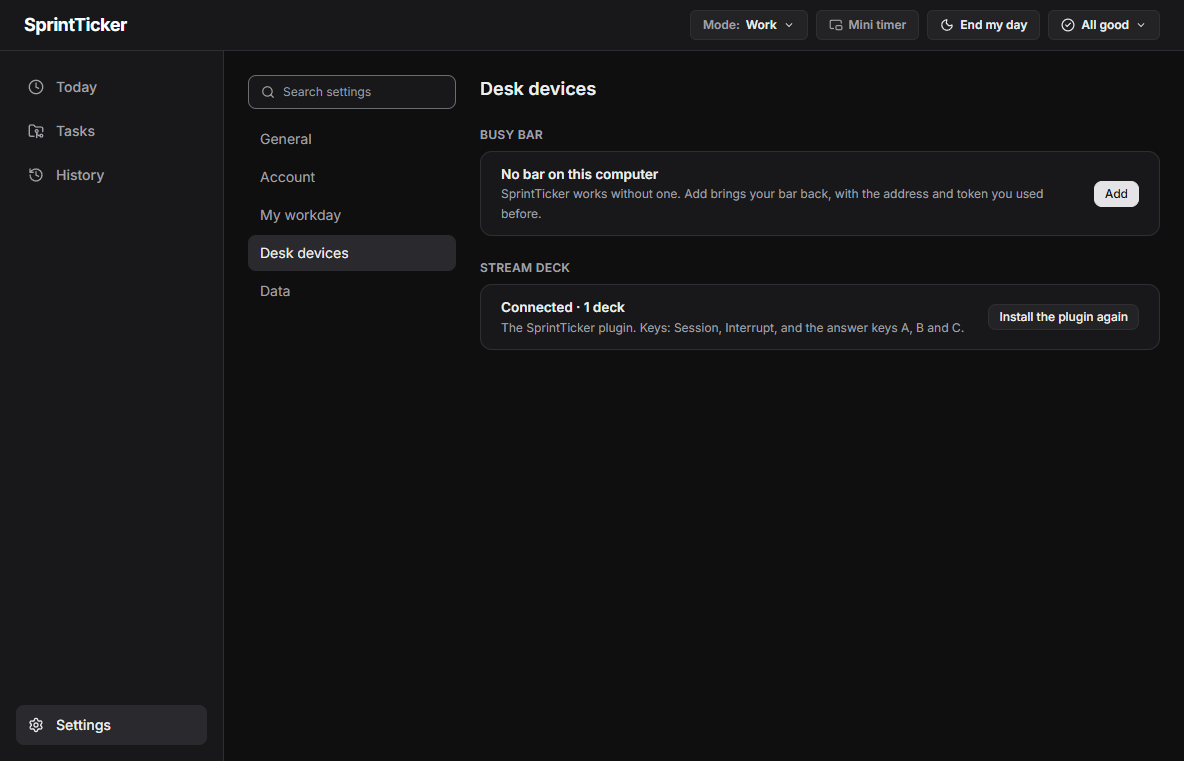 SprintTicker
Mode: Work
Mini timer
End my day
All good
Today
Tasks
History
Settings
Search settings
General
Account
My workday
Desk devices
Data
Desk devices
BUSY BAR
No bar on this computer
SprintTicker works without one. Add brings your bar back, with the address and token you used
before.
Add
STREAM DECK
Connected · 1 deck
The SprintTicker plugin. Keys: Session, Interrupt, and the answer keys A, B and C.
Install the plugin again